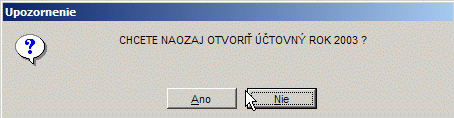 Upozornenie
CHCETE NAOZAJ OTVORIŤ ÚČTOVNÝ ROK 2003 ?
Ano Nie